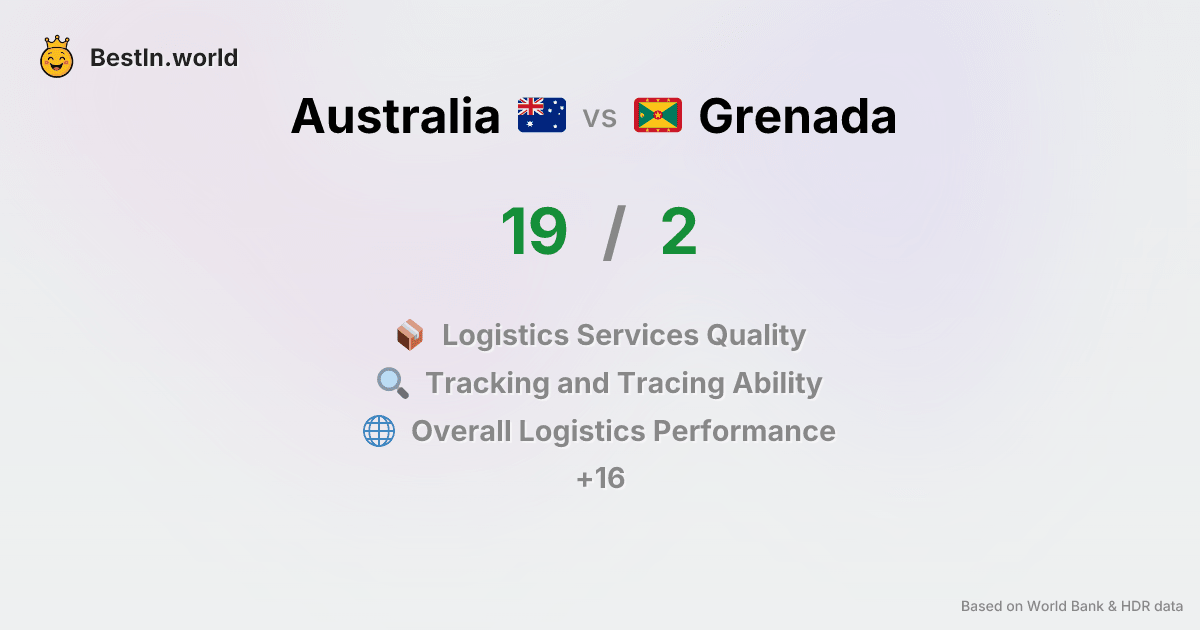 BestIn.world
Australia vs Grenada
19 / 2
Logistics Services Quality
Tracking and Tracing Ability
Overall Logistics Performance
+16
Based on World Bank & HDR data